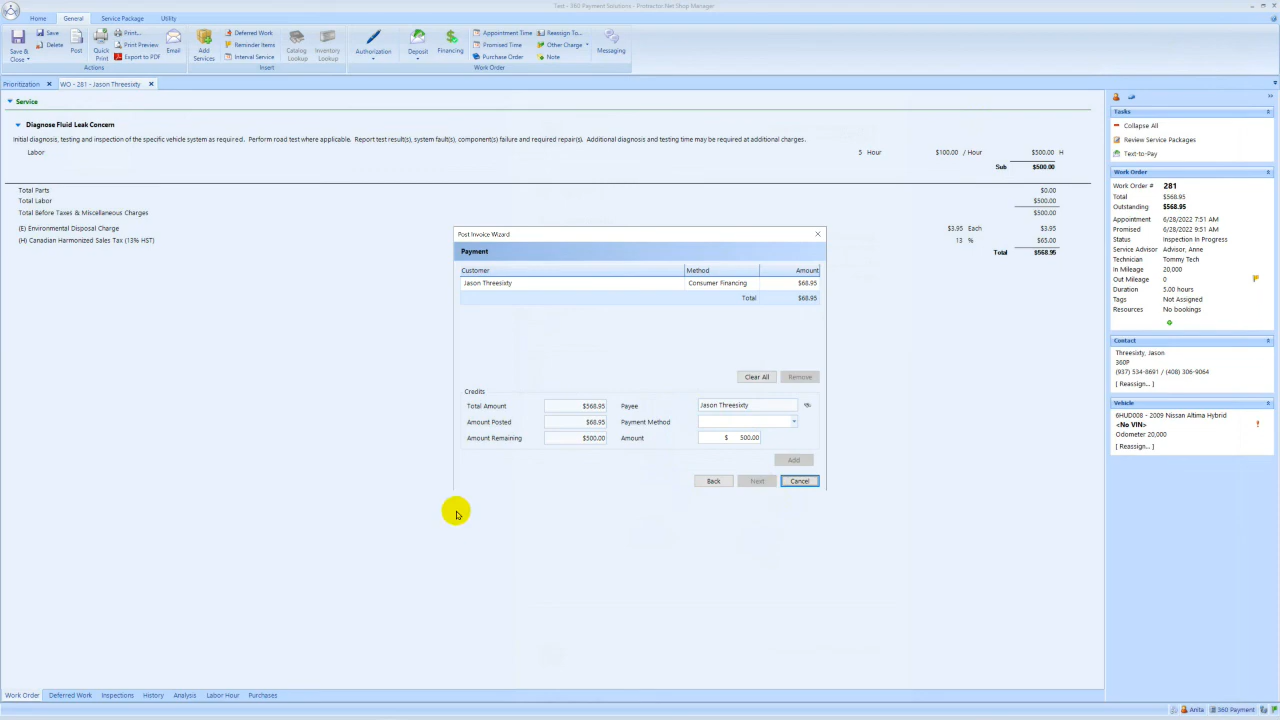 Test - 360 Payment Solutions - Protractor.Net Shop Manager
Home General Service Package Utility
Save & Close
Save
Delete
Post
Quick Print
Print...
Print Preview
Export to PDF
Email
Actions
Add Services
Deferred Work
Reminder Items
Internal Service
Catalog Lookup
Inventory Lookup
Insert
Authorization
Deposit
Financing
Appointment Time
Promised Time
Purchase Order
Reassign To...
Other Charge
Note
Messaging
Work Order
Prioritization
WO - 281 - Jason Threesixty
Service
Diagnose Fluid Leak Concern
Initial diagnosis, testing and inspection of the specific vehicle system as required. Perform road test where applicable. Report test result(s), component(s) failure and required repair(s). Additional diagnosis and testing time may be required at additional charges.
Labor 5 Hour $100.00 / Hour $500.00 H
Sub $500.00
Total Parts $0.00
Total Labor $500.00
Total Before Taxes & Miscellaneous Charges $500.00
(E) Environmental Disposal Charge $3.95 Each $3.95
(H) Canadian Harmonized Sales Tax (13% HST) 13 % $65.00
Total $568.95
Post Invoice Wizard
Payment
Customer Method Amount
Jason Threesixty Consumer Financing $68.95
Total $68.95
Clear All Remove
Credits
Total Amount $568.95 Payee Jason Threesixty
Amount Posted $68.95 Payment Method
Amount Remaining $500.00 Amount $ 500.00
Add
Back Next Cancel
Tasks
Collapse All
Review Service Packages
Text-to-Pay
Work Order
Work Order # 281
Total $568.95
Outstanding $568.95
Appointment 6/28/2022 7:51 AM
Promised 6/28/2022 9:51 AM
Status Inspection In Progress
Service Advisor Advisor, Anne
Technician Tommy Tech
In Mileage 20,000
Out Mileage 0
Duration 5.00 hours
Tags Not Assigned
Resources No bookings
Contact
Threesixty, Jason
360P
(937) 534-8691 / (408) 306-9064
[ Reassign... ]
Vehicle
6HUD008 - 2009 Nissan Altima Hybrid
<No VIN> !
Odometer 20,000
[ Reassign... ]
Work Order Deferred Work Inspections History Analysis Labor Hour Purchases
Anita 360 Payment